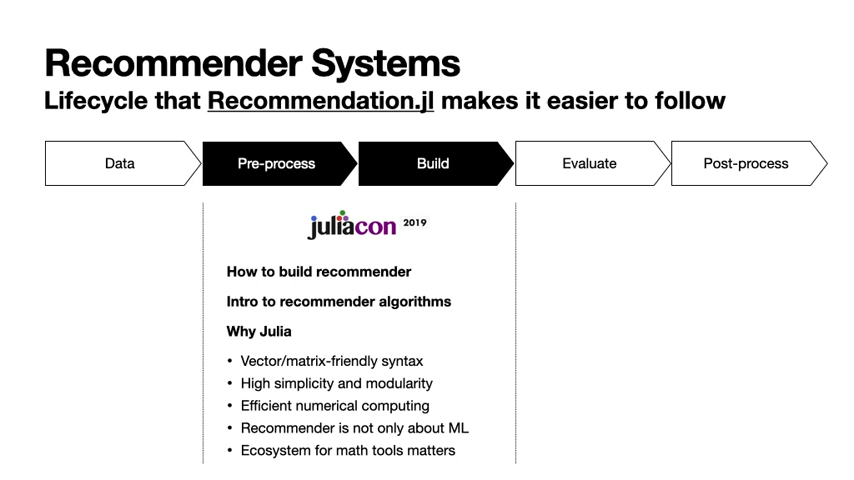 Recommender Systems
Lifecycle that Recommendation.jl makes it easier to follow
Data
Pre-process
Build
Evaluate
Post-process
juliacon 2019
How to build recommender
Intro to recommender algorithms
Why Julia
• Vector/matrix-friendly syntax
• High simplicity and modularity
• Efficient numerical computing
• Recommender is not only about ML
• Ecosystem for math tools matters